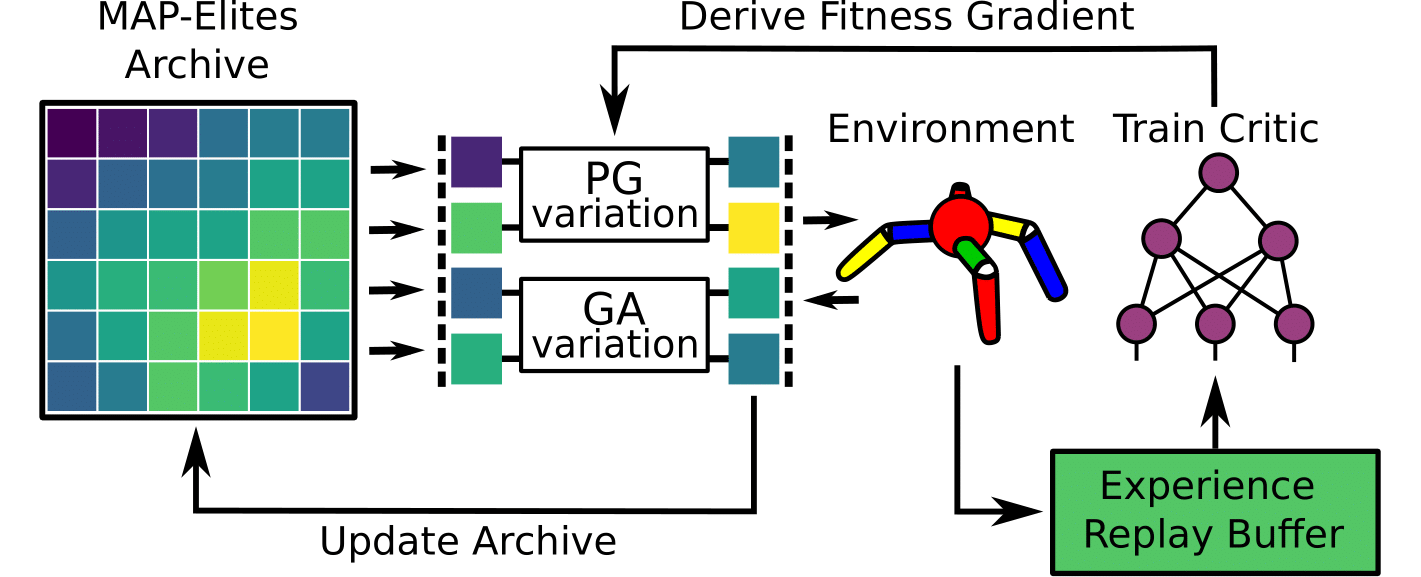 MAP-Elites
Archive
Derive Fitness Gradient
Environment
Train Critic
PG
variation
GA
variation
Update Archive
Experience
Replay Buffer